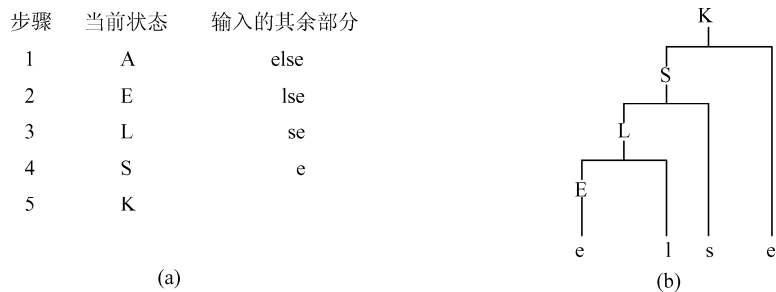 步骤 当前状态 输入的其余部分
1 A else
2 E lse
3 L se
4 S e
5 K
(a)
K
S
L
E
e l s e
(b)